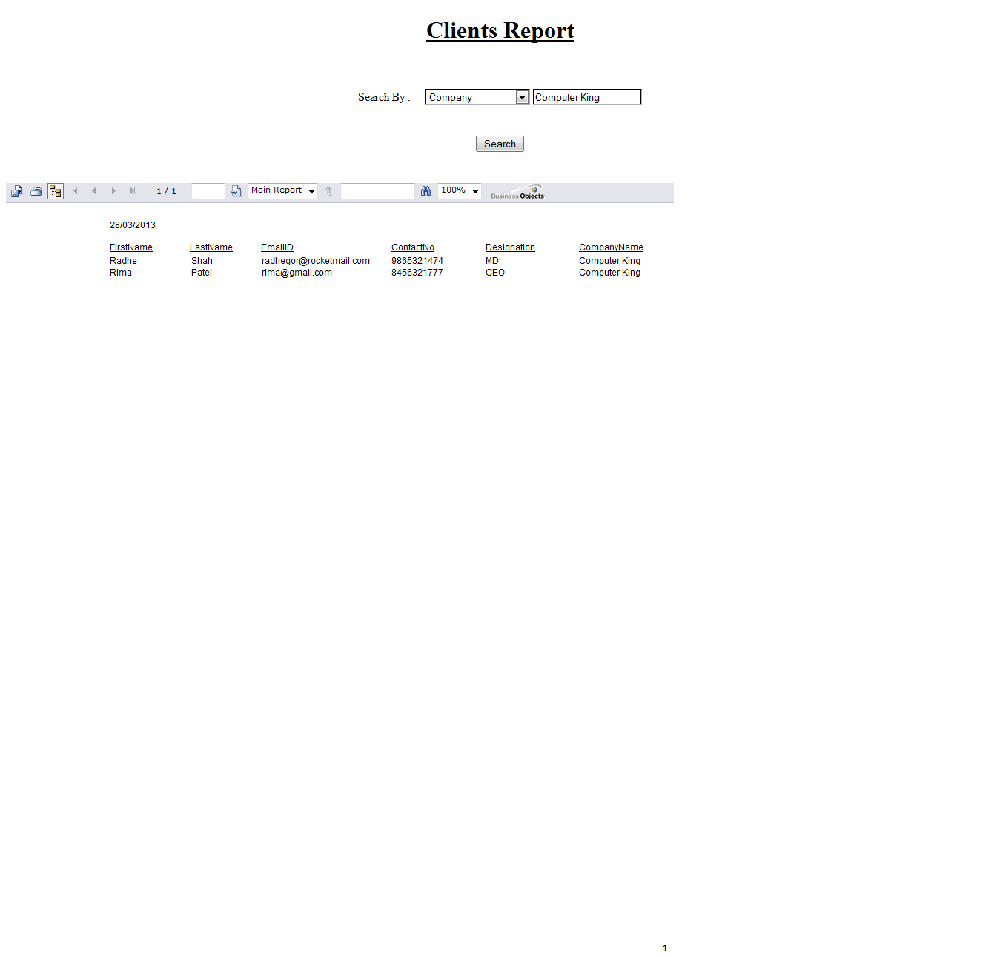 Clients Report
Search By : Company Computer King
Search
1 / 1 Main Report 100% Business Objects
28/03/2013
FirstName LastName EmailID ContactNo Designation CompanyName
Radhe Shah radhegor@rocketmail.com 9865321474 MD Computer King
Rima Patel rima@gmail.com 8456321777 CEO Computer King
1